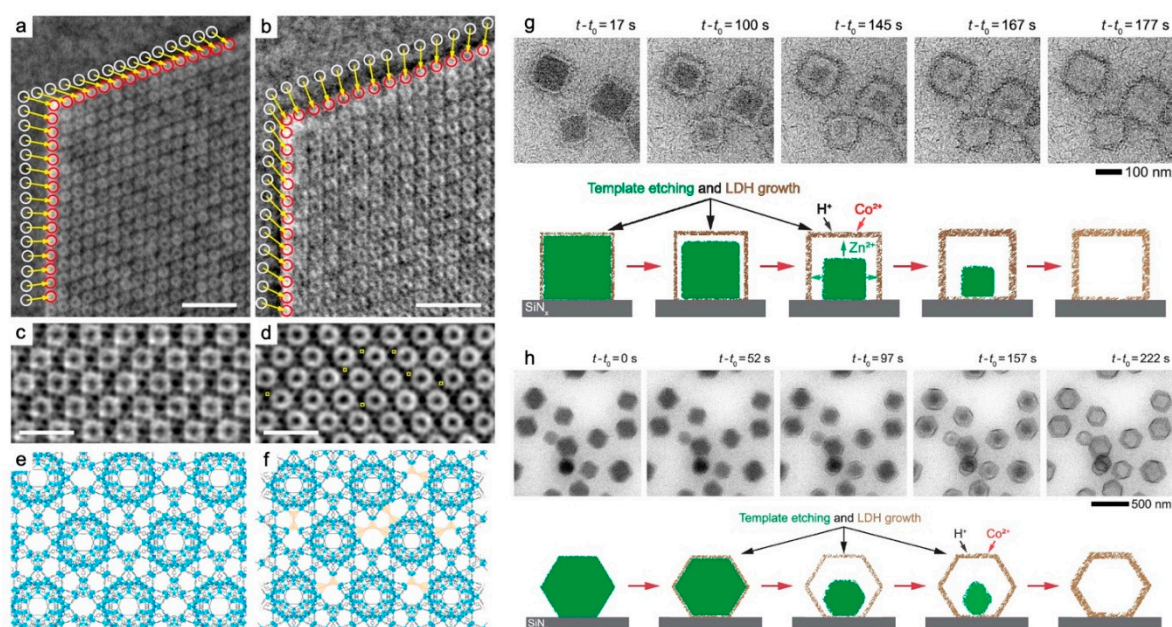 a
b
c
d
e
f
g
t-t₀ = 17 s
t-t₀ = 100 s
t-t₀ = 145 s
t-t₀ = 167 s
t-t₀ = 177 s
100 nm
Template etching and LDH growth
H⁺
Co²⁺
Zn²⁺
SiNₓ
h
t-t₀ = 0 s
t-t₀ = 52 s
t-t₀ = 97 s
t-t₀ = 157 s
t-t₀ = 222 s
500 nm
Template etching and LDH growth
H⁺
Co²⁺
SiN